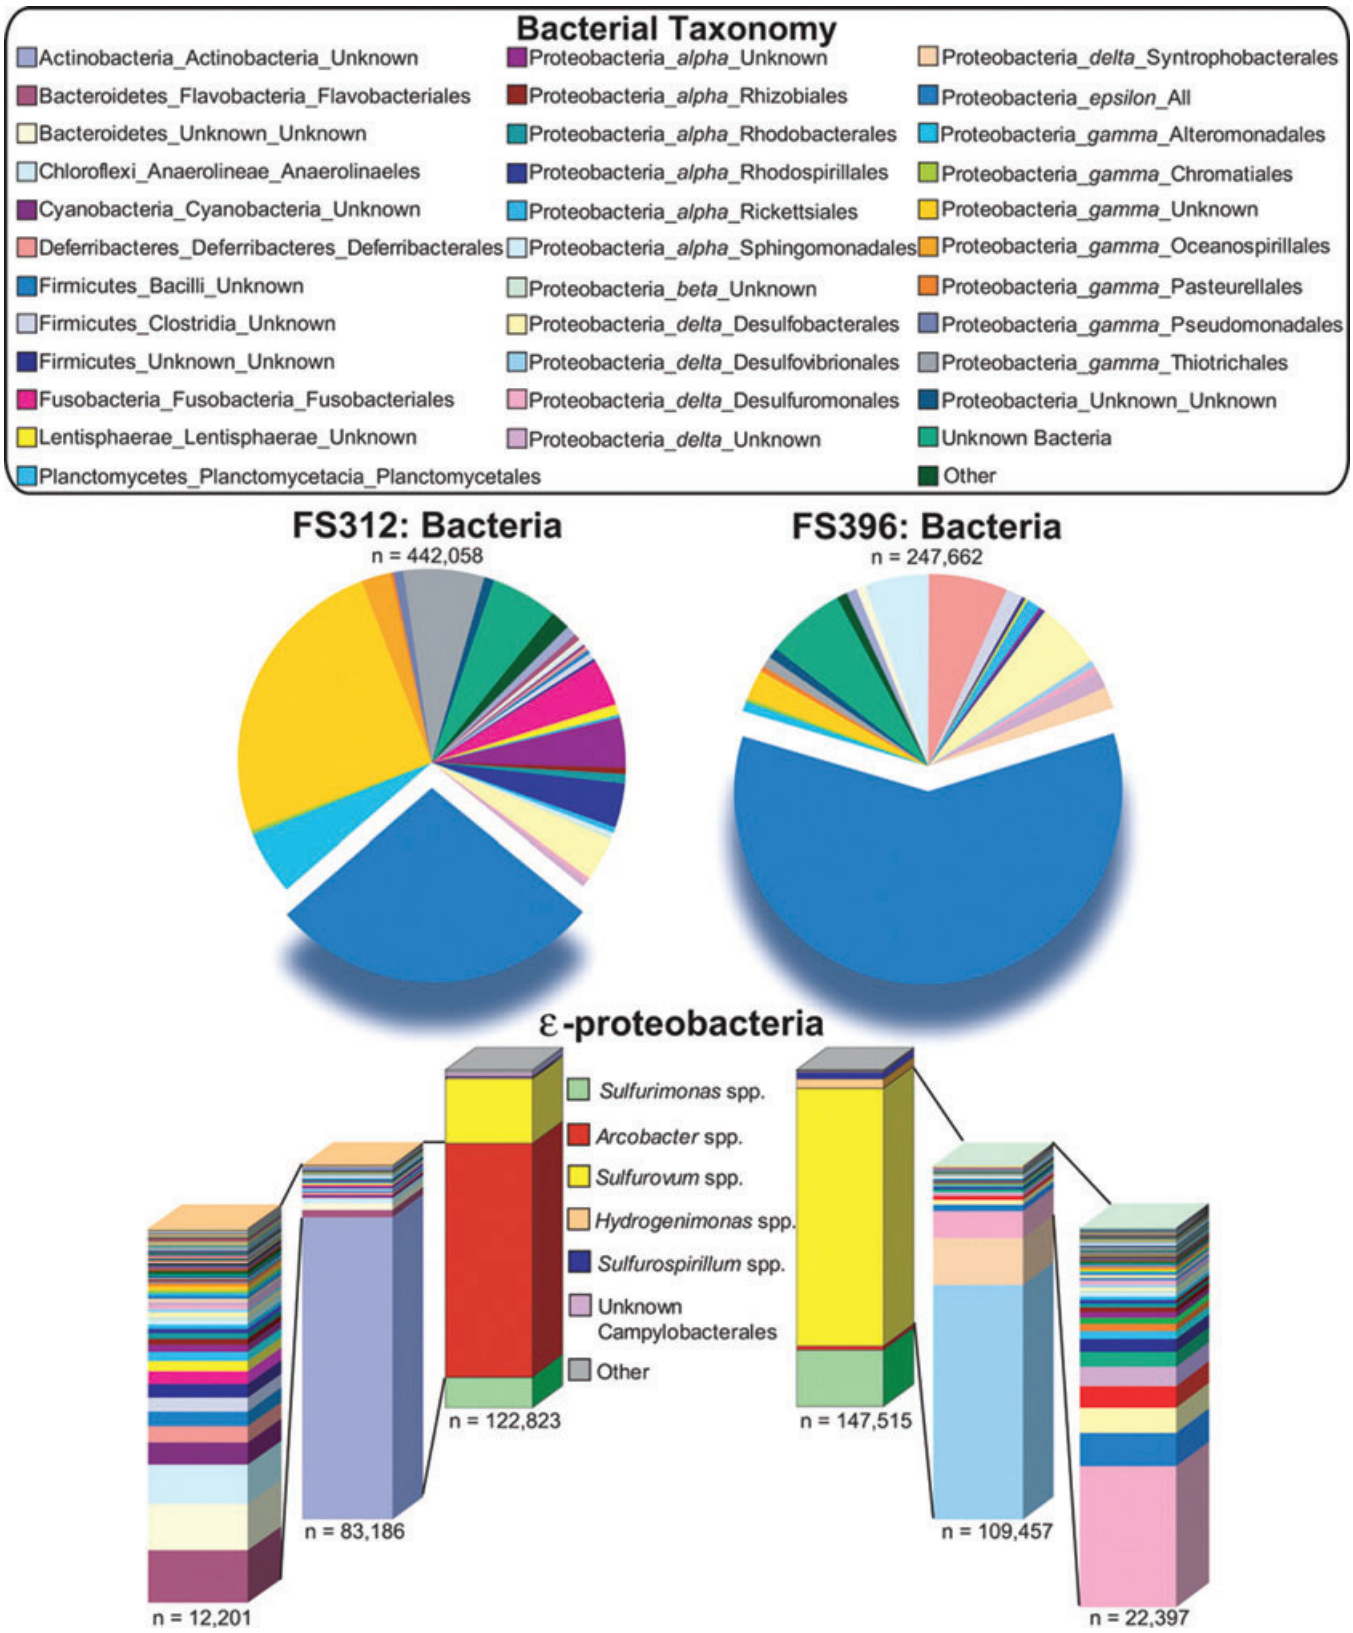 Bacterial Taxonomy
Actinobacteria_Actinobacteria_Unknown
Bacteroidetes_Flavobacteria_Flavobacteriales
Bacteroidetes_Unknown_Unknown
Chloroflexi_Anaerolineae_Anaerolinaeles
Cyanobacteria_Cyanobacteria_Unknown
Deferribacteres_Deferribacteres_Deferribacterales
Firmicutes_Bacilli_Unknown
Firmicutes_Clostridia_Unknown
Firmicutes_Unknown_Unknown
Fusobacteria_Fusobacteria_Fusobacteriales
Lentisphaerae_Lentisphaerae_Unknown
Planctomycetes_Planctomycetacia_Planctomycetales
Proteobacteria_alpha_Unknown
Proteobacteria_alpha_Rhizobiales
Proteobacteria_alpha_Rhodobacterales
Proteobacteria_alpha_Rhodospirillales
Proteobacteria_alpha_Rickettsiales
Proteobacteria_alpha_Sphingomonadales
Proteobacteria_beta_Unknown
Proteobacteria_delta_Desulfobacterales
Proteobacteria_delta_Desulfovibrionales
Proteobacteria_delta_Desulfuromonales
Proteobacteria_delta_Unknown
Proteobacteria_delta_Syntrophobacterales
Proteobacteria_epsilon_All
Proteobacteria_gamma_Alteromonadales
Proteobacteria_gamma_Chromatiales
Proteobacteria_gamma_Unknown
Proteobacteria_gamma_Oceanospirillales
Proteobacteria_gamma_Pasteurellales
Proteobacteria_gamma_Pseudomonadales
Proteobacteria_gamma_Thiotrichales
Proteobacteria_Unknown_Unknown
Unknown Bacteria
Other
FS312: Bacteria
n = 442,058
FS396: Bacteria
n = 247,662
ε-proteobacteria
Sulfurimonas spp.
Arcobacter spp.
Sulfurovum spp.
Hydrogenimonas spp.
Sulfurospirillum spp.
Unknown
Campylobacterales
Other
n = 12,201
n = 83,186
n = 122,823
n = 147,515
n = 109,457
n = 22,397